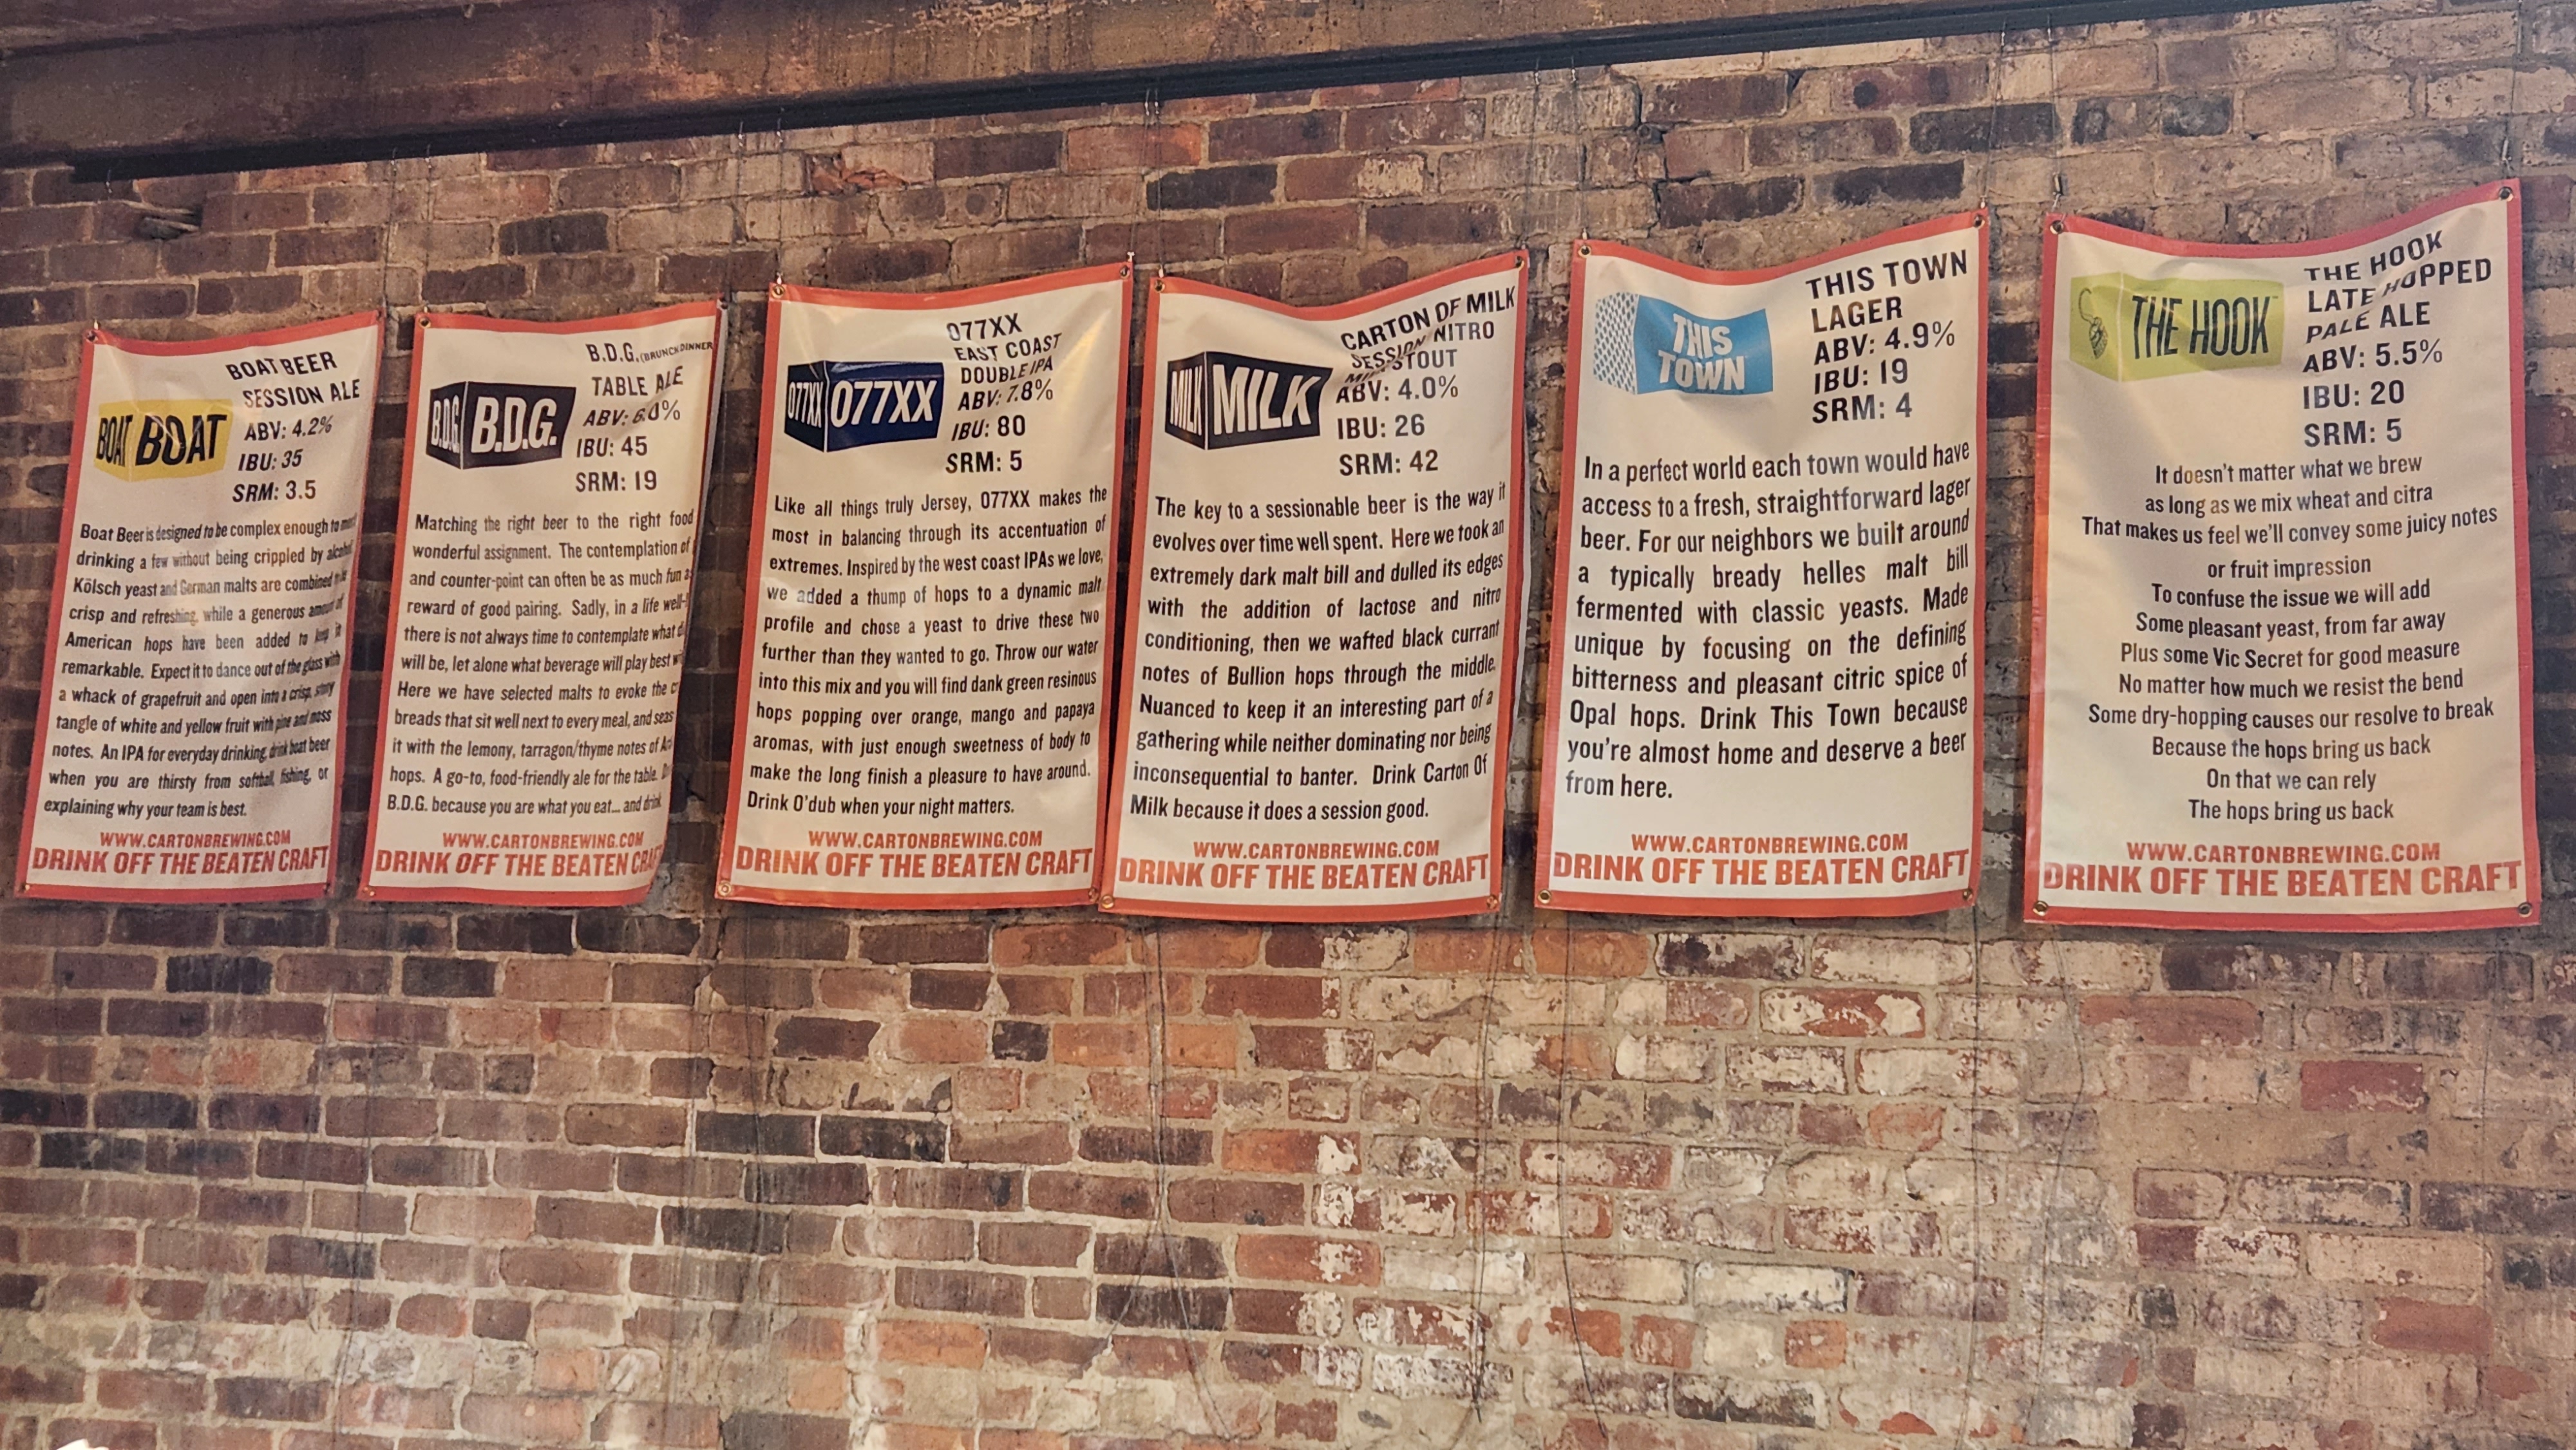 BOAT BOAT
BOAT BEER
SESSION ALE
ABV: 4.2%
IBU: 35
SRM: 3.5
Boat Beer is designed to be complex enough to
drinking a few without being crippled by
Kölsch yeast and German malts are combined
crisp and refreshing, while a generous amount of
American hops have been added to keep it
remarkable. Expect it to dance out of the glass with
a whack of grapefruit and open into a crisp,
tangle of white and yellow fruit with pine and moss
notes. An IPA for everyday drinking, drink boat beer
when you are thirsty from softball, fishing, or
explaining why your team is best.
WWW.CARTONBREWING.COM
DRINK OFF THE BEATEN CRAFT
B.D.G. B.D.G.
B.D.G. (BRUNCH DINNER
TABLE ALE
ABV: 6.0%
IBU: 45
SRM: 19
Matching the right beer to the right food
wonderful assignment. The contemplation of
and counter-point can often be as much fun
reward of good pairing. Sadly, in a life
there is not always time to contemplate what
will be, let alone what beverage will play best
Here we have selected malts to evoke the
breads that sit well next to every meal, and
it with the lemony, tarragon/thyme notes of
hops. A go-to, food-friendly ale for the table.
B.D.G. because you are what you eat... and drink
WWW.CARTONBREWING.COM
DRINK OFF THE BEATEN
077XX 077XX
077XX
EAST COAST
DOUBLE IPA
ABV: 7.8%
IBU: 80
SRM: 5
Like all things truly Jersey, 077XX makes the
most in balancing through its accentuation of
extremes. Inspired by the west coast IPAs we love,
we added a thump of hops to a dynamic malt
profile and chose a yeast to drive these two
further than they wanted to go. Throw our water
into this mix and you will find dank green resinous
hops popping over orange, mango and papaya
aromas, with just enough sweetness of body to
make the long finish a pleasure to have around.
Drink O'dub when your night matters.
WWW.CARTONBREWING.COM
DRINK OFF THE BEATEN CRAFT
MILK MILK
CARTON OF MILK
SESSION NITRO
STOUT
ABV: 4.0%
IBU: 26
SRM: 42
The key to a sessionable beer is the way it
evolves over time well spent. Here we took an
extremely dark malt bill and dulled its edges
with the addition of lactose and nitro
conditioning, then we wafted black currant
notes of Bullion hops through the middle.
Nuanced to keep it an interesting part of a
gathering while neither dominating nor being
inconsequential to banter. Drink Carton Of
Milk because it does a session good.
WWW.CARTONBREWING.COM
DRINK OFF THE BEATEN CRAFT
THIS
TOWN
THIS TOWN
LAGER
ABV: 4.9%
IBU: 19
SRM: 4
In a perfect world each town would have
access to a fresh, straightforward lager
beer. For our neighbors we built around
a typically bready helles malt bill
fermented with classic yeasts. Made
unique by focusing on the defining
bitterness and pleasant citric spice of
Opal hops. Drink This Town because
you're almost home and deserve a beer
from here.
WWW.CARTONBREWING.COM
DRINK OFF THE BEATEN CRAFT
THE HOOK
THE HOOK
LATE HOPPED
PALE ALE
ABV: 5.5%
IBU: 20
SRM: 5
It doesn't matter what we brew
as long as we mix wheat and citra
That makes us feel we'll convey some juicy notes
or fruit impression
To confuse the issue we will add
Some pleasant yeast, from far away
Plus some Vic Secret for good measure
No matter how much we resist the bend
Some dry-hopping causes our resolve to break
Because the hops bring us back
On that we can rely
The hops bring us back
WWW.CARTONBREWING.COM
DRINK OFF THE BEATEN CRAFT